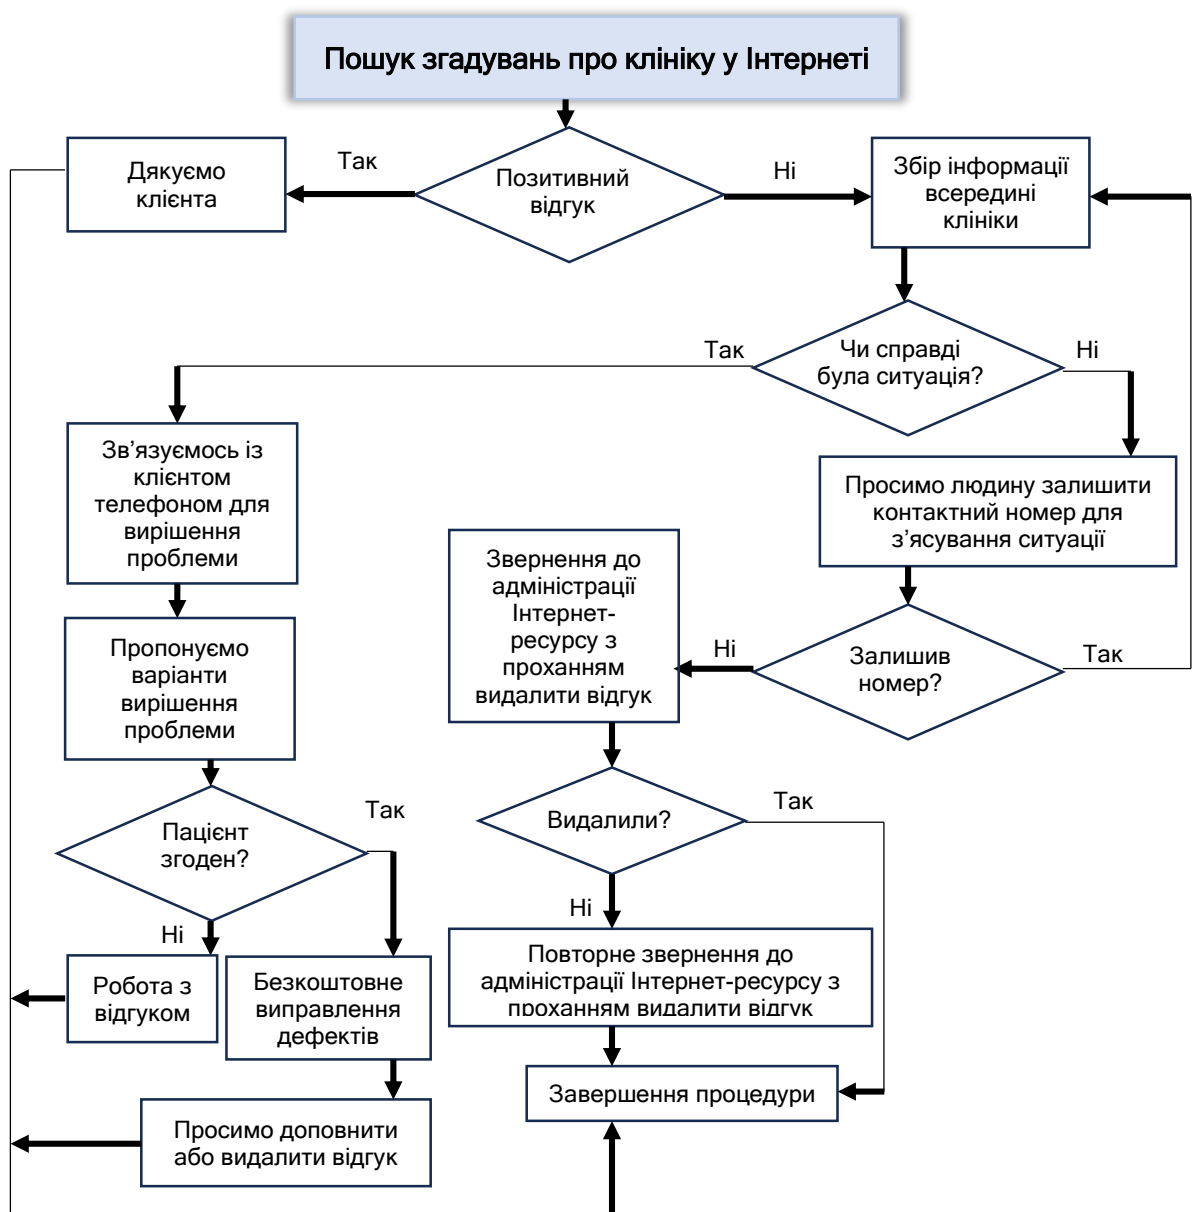 Пошук згадувань про клініку у Інтернеті
Дякуємо
клієнта
Так
Позитивний
відгук
Ні
Збір інформації
всередині
клініки
Так
Чи справді
була ситуація?
Ні
Зв’язуємось із
клієнтом
телефоном для
вирішення
проблеми
Просимо людину залишити
контактний номер для
з’ясування ситуації
Звернення до
адміністрації
Інтернет-
ресурсу з
проханням
видалити відгук
Ні
Залишив
номер?
Так
Пропонуємо
варіанти
вирішення
проблеми
Пацієнт
згоден?
Так
Видалили?
Так
Ні
Ні
Робота з
відгуком
Безкоштовне
виправлення
дефектів
Повторне звернення до
адміністрації Інтернет-ресурсу з
проханням видалити відгук
Завершення процедури
Просимо доповнити
або видалити відгук